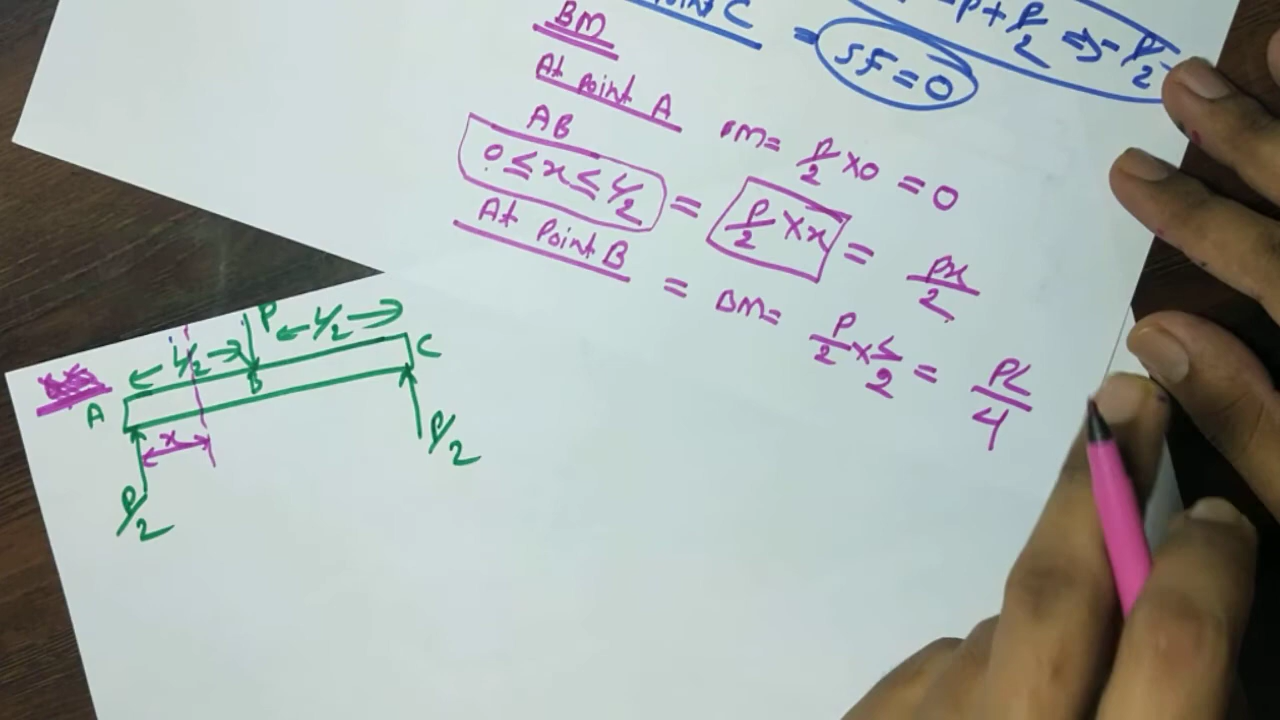 -P+P/2 ⇒ -P/2
Point C = SF=0
BM
At point A BM= P/2 ×0 = 0
AB
0≤x≤L/2 = P/2 × x = Px/2
At Point B = BM= P/2 × L/2 = PL/4
P
L/2 L/2
A B C
x
P/2 P/2